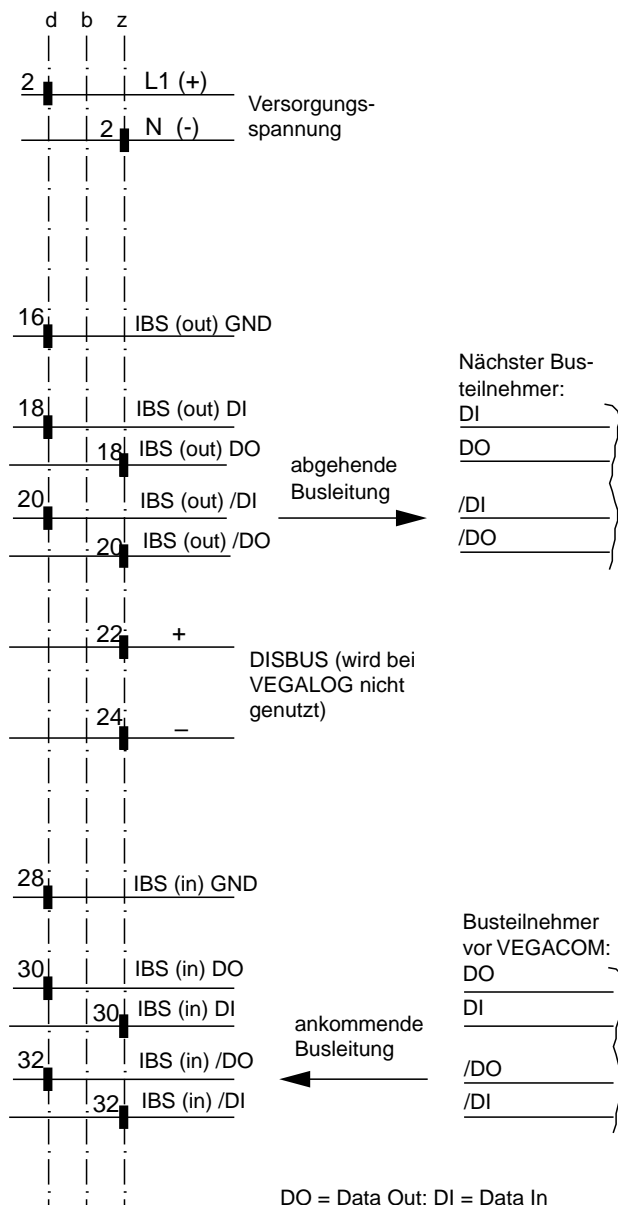 d b z
2 L1 (+)
Versorgungs-
spannung
2 N (-)
16 IBS (out) GND
Nächster Bus-
teilnehmer:
18 IBS (out) DI
DI
18 IBS (out) DO
DO
abgehende
Busleitung
20 IBS (out) /DI
/DI
20 IBS (out) /DO
/DO
22 +
DISBUS (wird bei
VEGALOG nicht
genutzt)
24 –
28 IBS (in) GND
Busteilnehmer
vor VEGACOM:
30 IBS (in) DO
DO
30 IBS (in) DI
DI
ankommende
Busleitung
32 IBS (in) /DO
/DO
32 IBS (in) /DI
/DI
DO = Data Out; DI = Data In